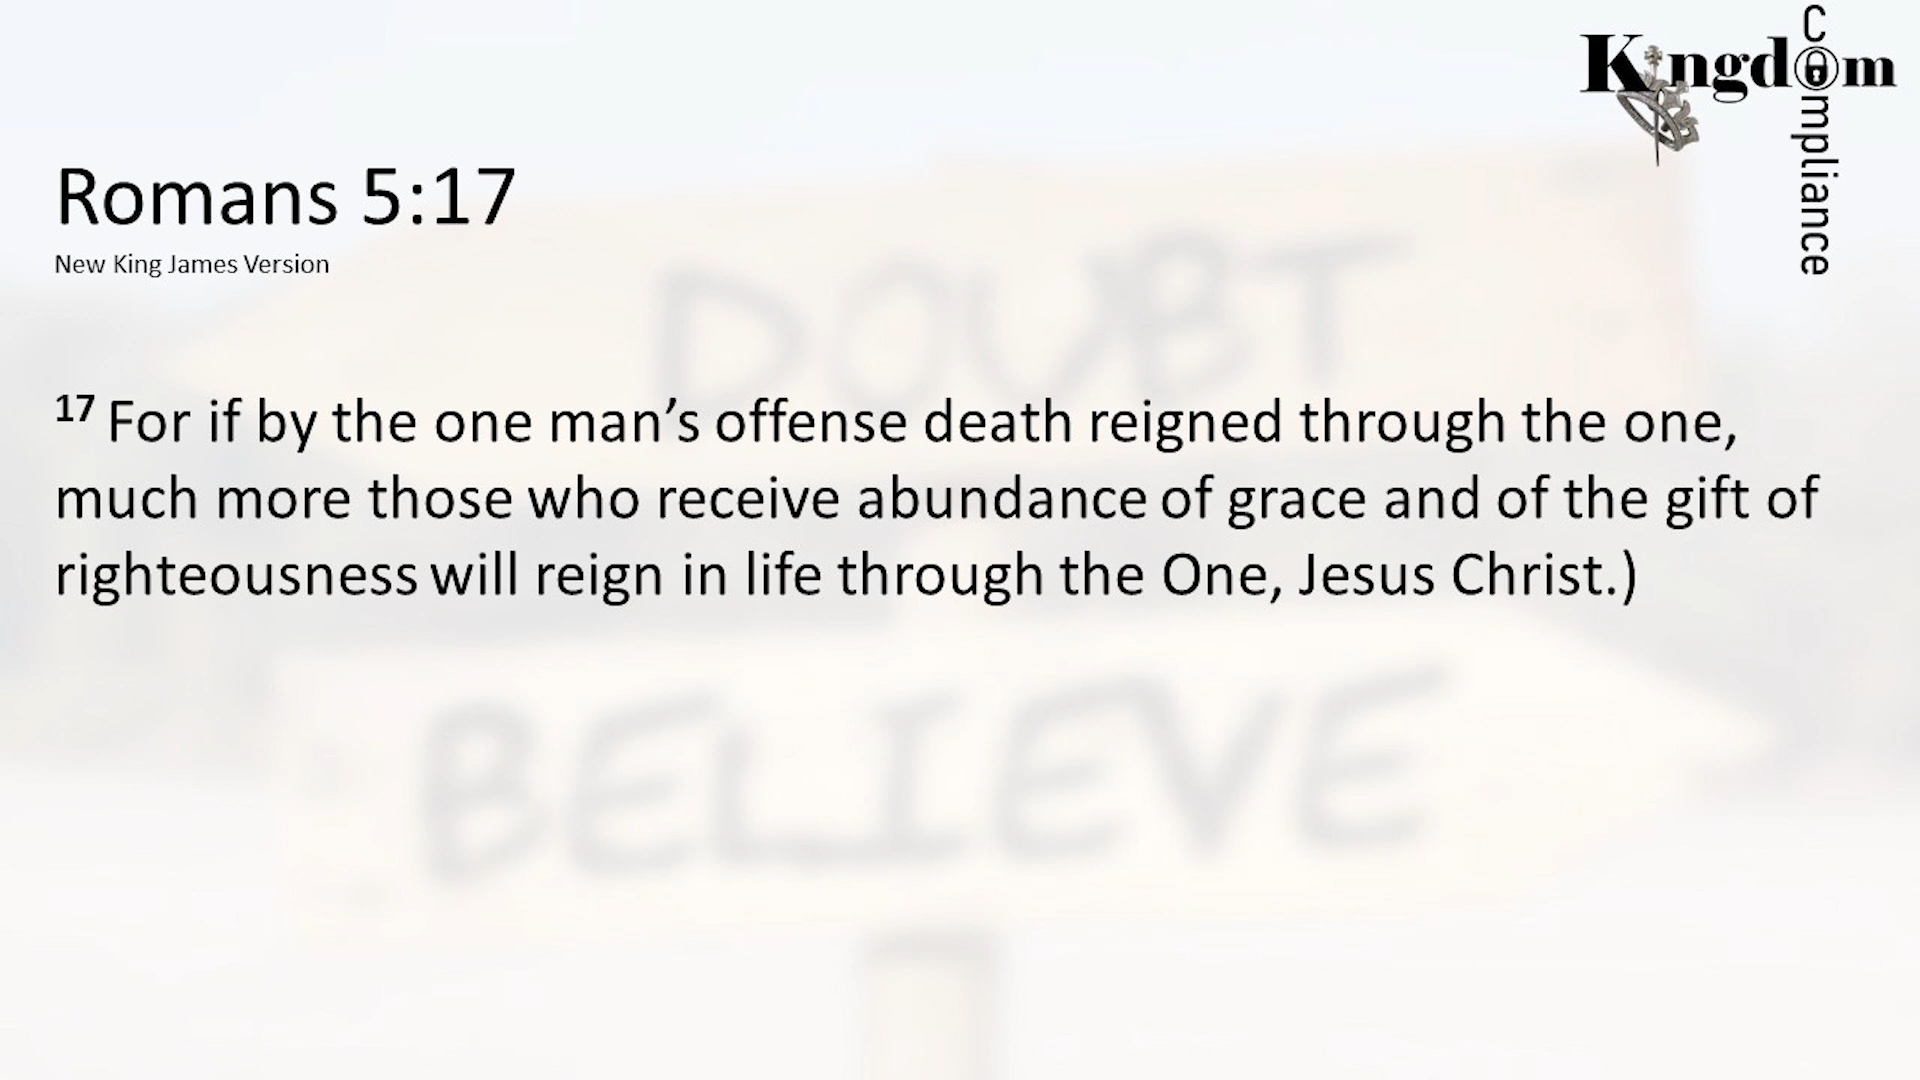 Kingdom
Compliance
Romans 5:17
New King James Version
DOUBT
17 For if by the one man’s offense death reigned through the one,
much more those who receive abundance of grace and of the gift of
righteousness will reign in life through the One, Jesus Christ.)
BELIEVE